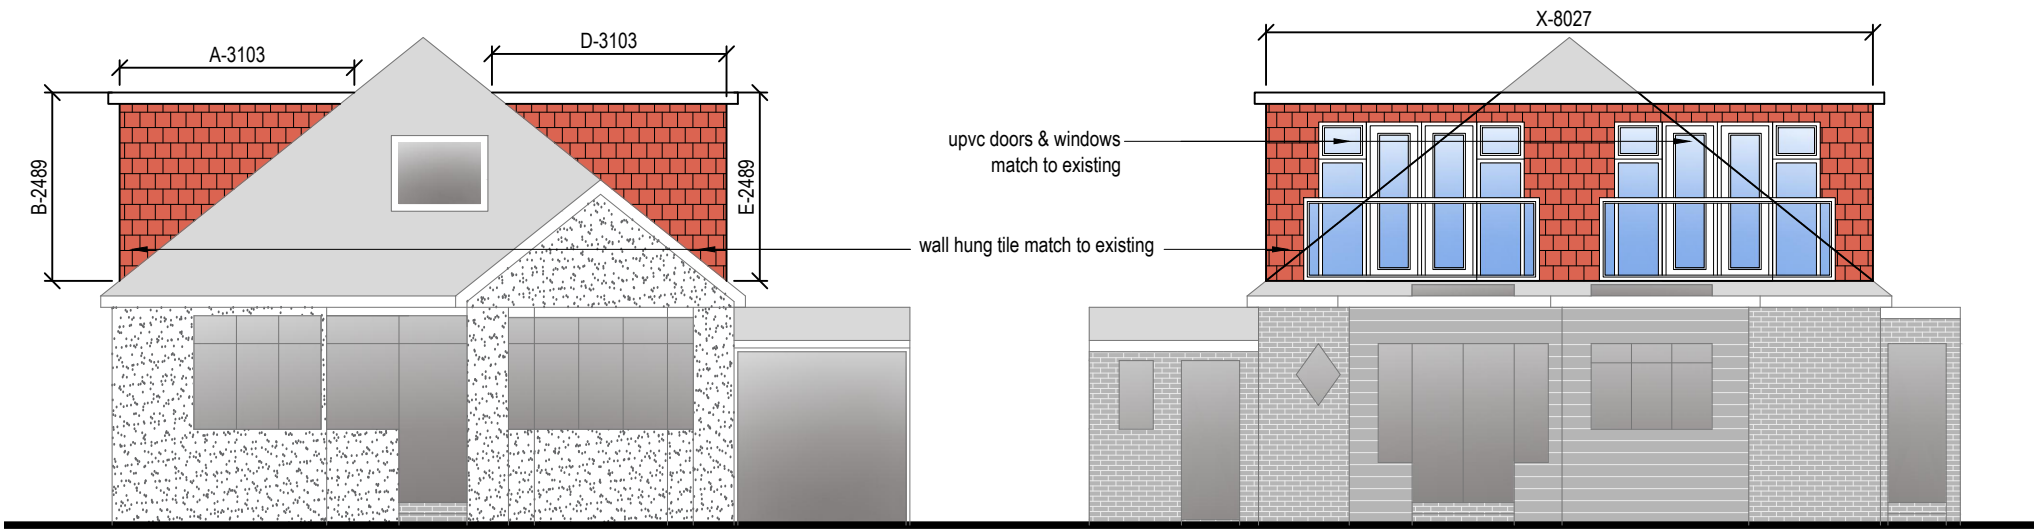 A-3103
D-3103
B-2489
E-2489
X-8027
upvc doors & windows
match to existing
wall hung tile match to existing